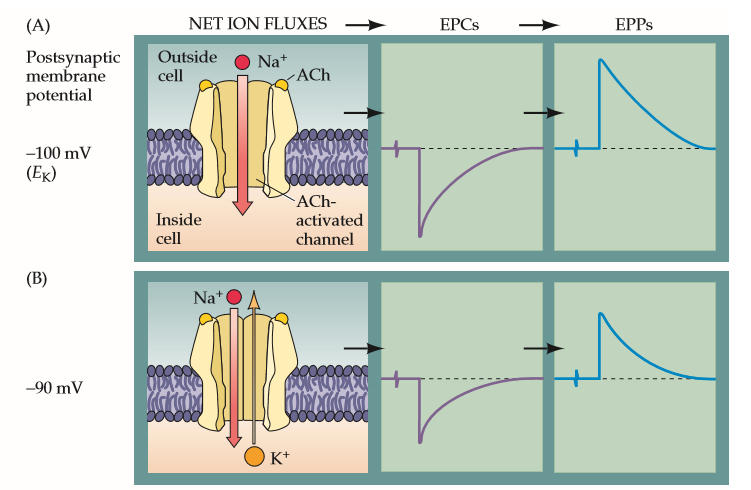 (A)
NET ION FLUXES
EPCs
EPPs
Postsynaptic
membrane
potential
–100 mV
(EK)
Outside
cell
Na+
ACh
ACh-
activated
channel
Inside
cell
(B)
–90 mV
Na+
K+